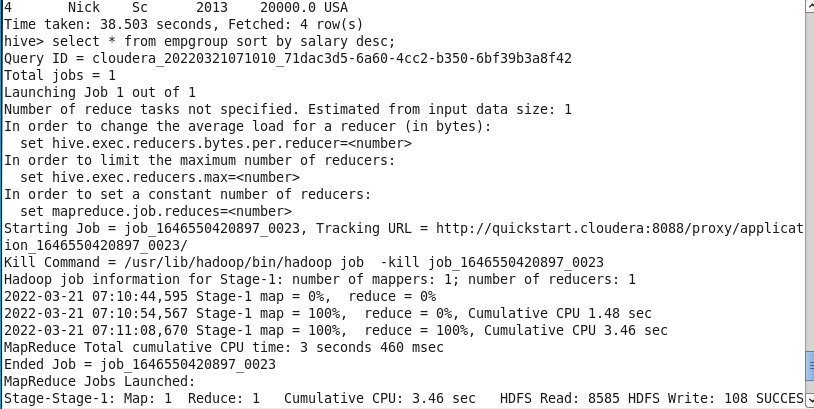 4       Nick    Sc      2013    20000.0 USA
Time taken: 38.503 seconds, Fetched: 4 row(s)
hive> select * from empgroup sort by salary desc;
Query ID = cloudera_20220321071010_71dac3d5-6a60-4cc2-b350-6bf39b3a8f42
Total jobs = 1
Launching Job 1 out of 1
Number of reduce tasks not specified. Estimated from input data size: 1
In order to change the average load for a reducer (in bytes):
  set hive.exec.reducers.bytes.per.reducer=<number>
In order to limit the maximum number of reducers:
  set hive.exec.reducers.max=<number>
In order to set a constant number of reducers:
  set mapreduce.job.reduces=<number>
Starting Job = job_1646550420897_0023, Tracking URL = http://quickstart.cloudera:8088/proxy/applicat
ion_1646550420897_0023/
Kill Command = /usr/lib/hadoop/bin/hadoop job  -kill job_1646550420897_0023
Hadoop job information for Stage-1: number of mappers: 1; number of reducers: 1
2022-03-21 07:10:44,595 Stage-1 map = 0%,  reduce = 0%
2022-03-21 07:10:54,567 Stage-1 map = 100%,  reduce = 0%, Cumulative CPU 1.48 sec
2022-03-21 07:11:08,670 Stage-1 map = 100%,  reduce = 100%, Cumulative CPU 3.46 sec
MapReduce Total cumulative CPU time: 3 seconds 460 msec
Ended Job = job_1646550420897_0023
MapReduce Jobs Launched:
Stage-Stage-1: Map: 1  Reduce: 1   Cumulative CPU: 3.46 sec   HDFS Read: 8585 HDFS Write: 108 SUCCES